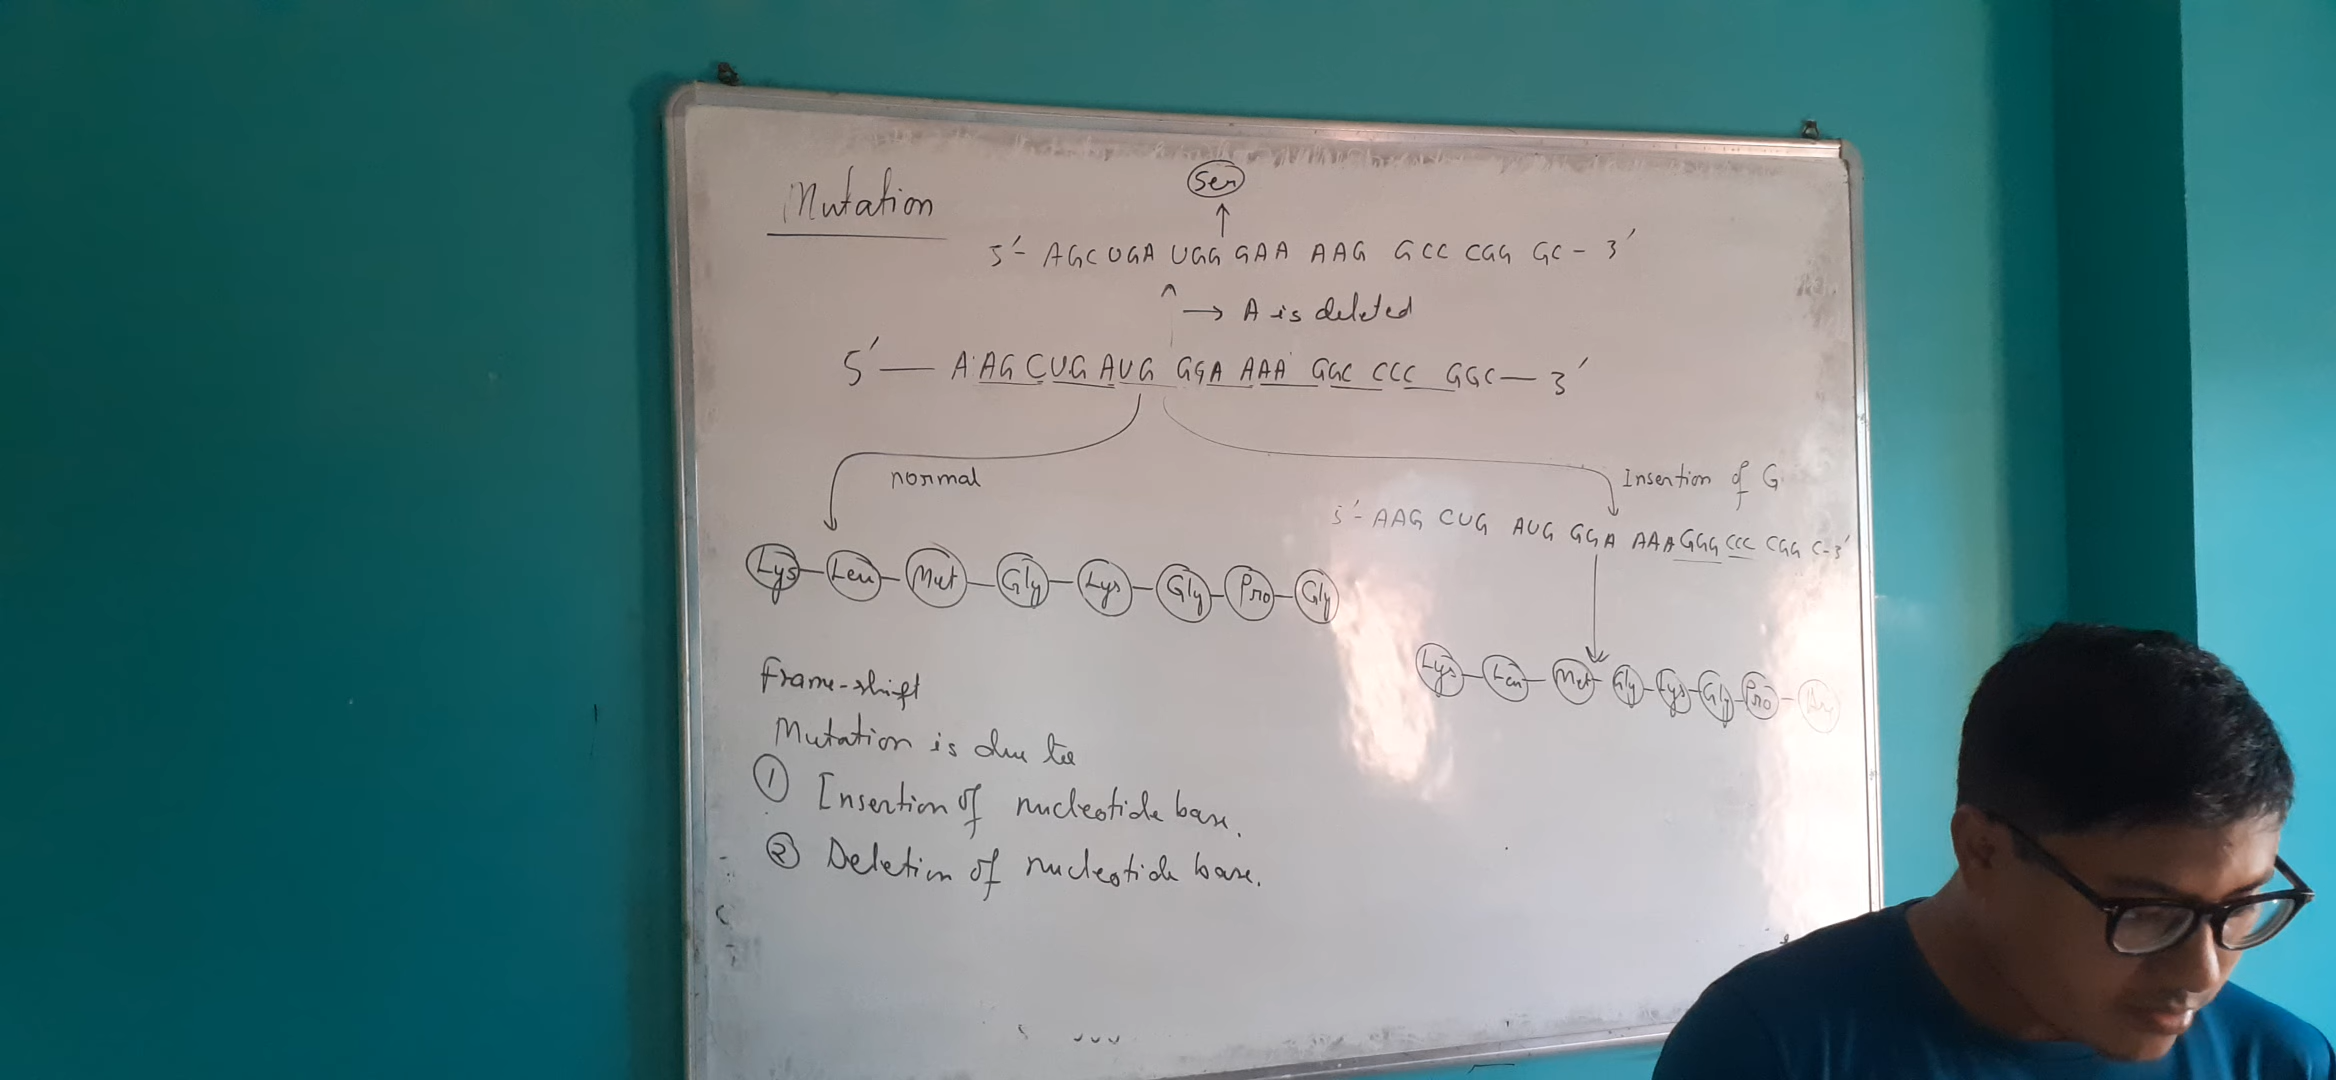 Mutation
Ser
5′- AGC UGA UGG GAA AAG GCC CGG GC - 3′
^
→ A is deleted
5′ — AAG CUG AUG GGA AAA GGC CCC GGC — 3′
normal
Insertion of G
5′- AAG CUG AUG GGA AAA GGG CCC CGG C-3′
Lys - Leu - Met - Gly - Lys - Gly - Pro - Gly
Lys - Leu - Met - Gly - Lys - Gly - Pro -
Frame-shift
Mutation is due to
① Insertion of nucleotide base.
② Deletion of nucleotide base.